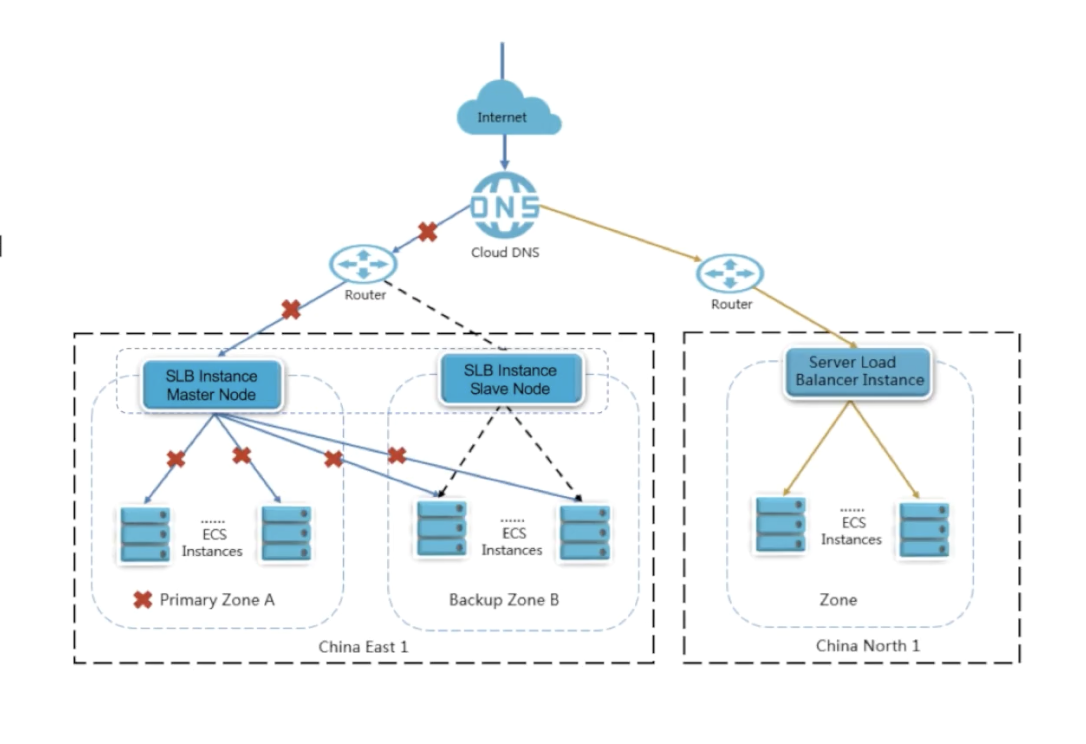 Internet
DNS
Cloud DNS
Router
Router
SLB Instance
Master Node
SLB Instance
Slave Node
Server Load
Balancer Instance
......
ECS
Instances
......
ECS
Instances
......
ECS
Instances
Primary Zone A
Backup Zone B
Zone
China East 1
China North 1